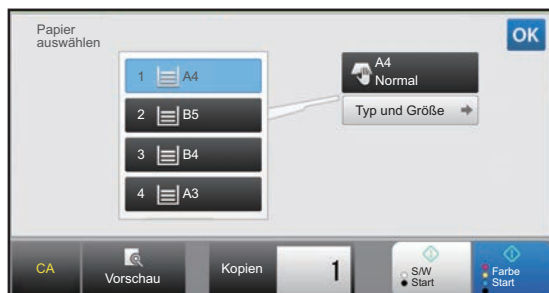 Papier
auswählen
OK
1 A4
2 B5
3 B4
4 A3
A4
Normal
Typ und Größe
CA
Vorschau
Kopien
1
S/W
Start
Farbe
Start